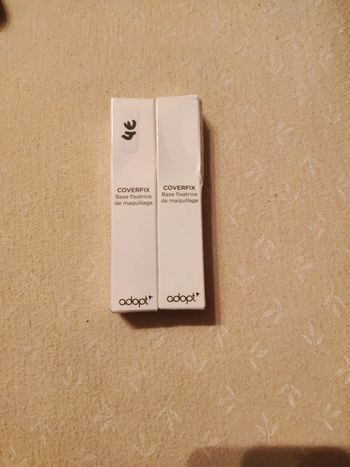 4€
COVERFIX
Base fixatrice
de maquillage
adopt'
COVERFIX
Base fixatrice
de maquillage
adopt'